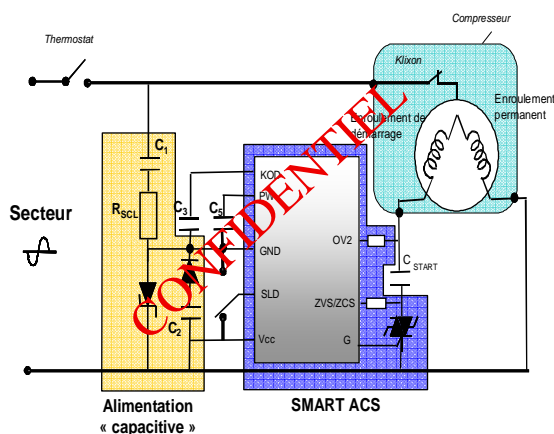 Compresseur
Thermostat
Klixon
Enroulement permanent
Enroulement de démarrage
C1
KOD
C3
PW
C5
RSCL
Secteur
GND
OV2
C START
SLD
ZVS/ZCS
C2
Vcc
G
CONFIDENTIEL
Alimentation
« capacitive »
SMART ACS